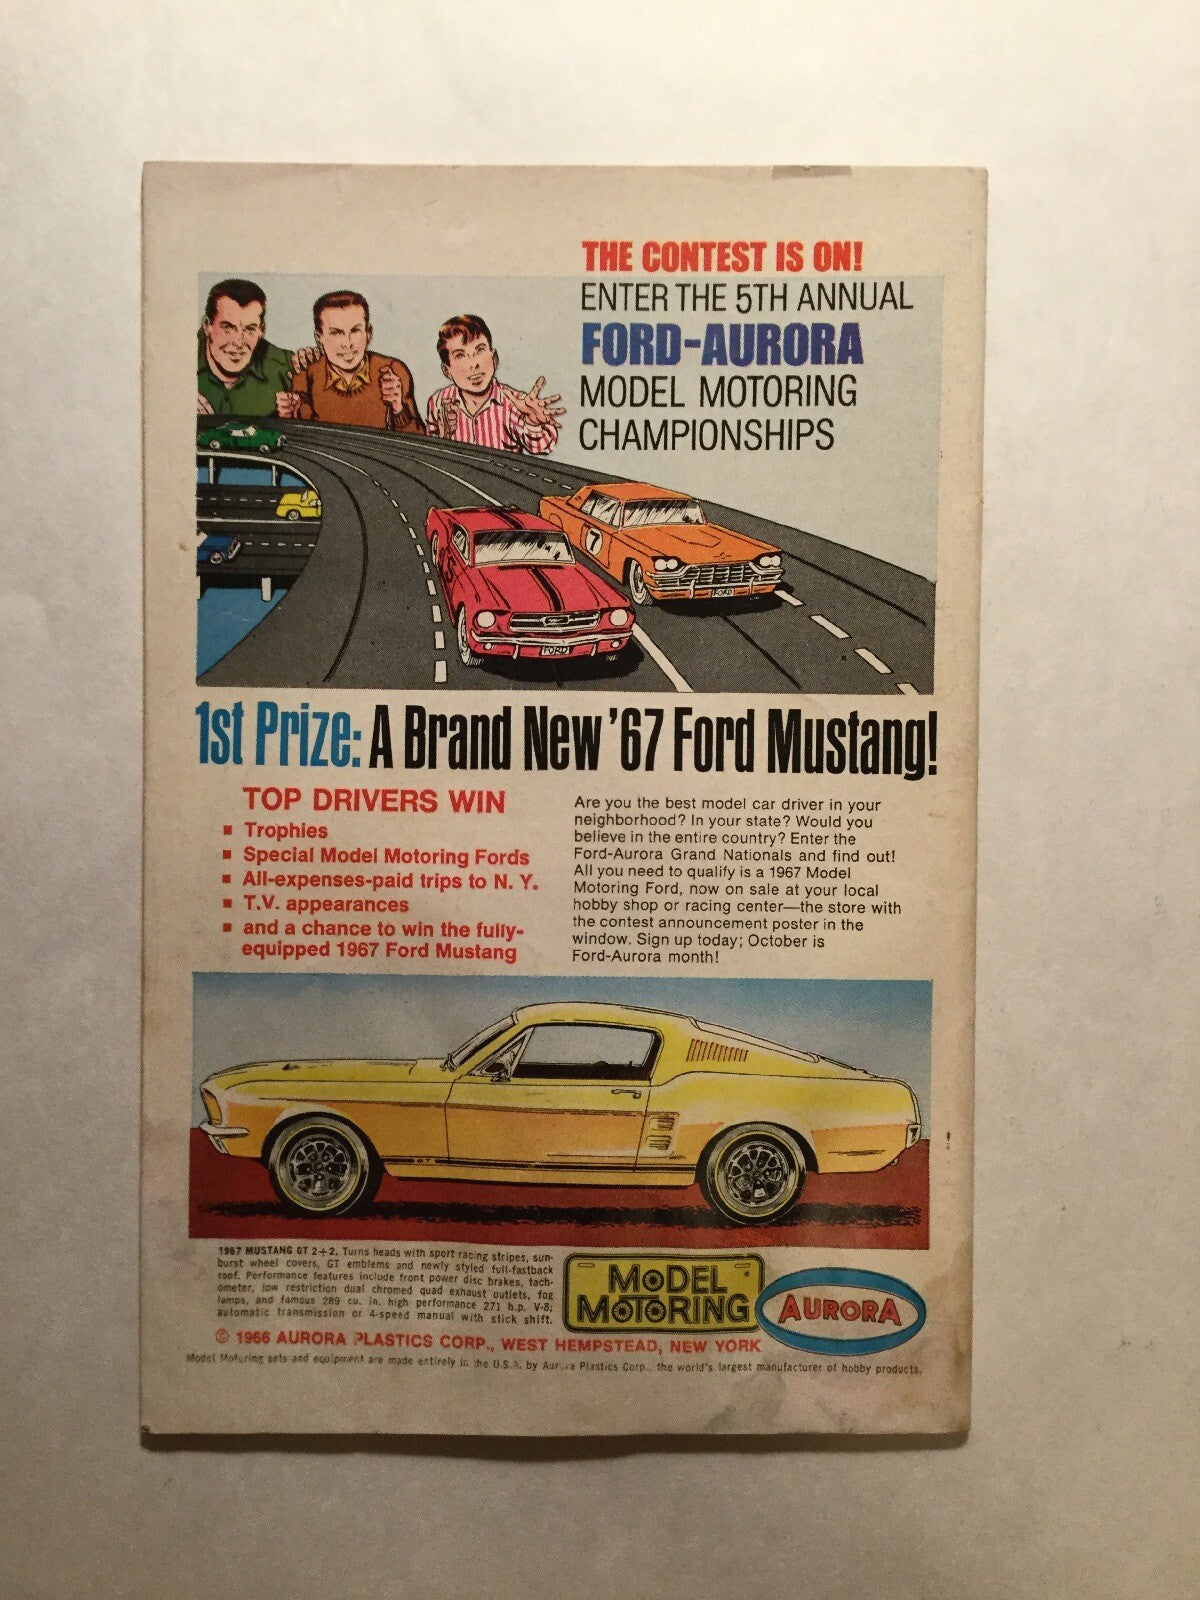 THE CONTEST IS ON!
ENTER THE 5TH ANNUAL
FORD-AURORA
MODEL MOTORING
CHAMPIONSHIPS
7
FORD
FORD
1st Prize: A Brand New '67 Ford Mustang!
TOP DRIVERS WIN
▪ Trophies
▪ Special Model Motoring Fords
▪ All-expenses-paid trips to N. Y.
▪ T.V. appearances
▪ and a chance to win the fully-
equipped 1967 Ford Mustang
Are you the best model car driver in your
neighborhood? In your state? Would you
believe in the entire country? Enter the
Ford-Aurora Grand Nationals and find out!
All you need to qualify is a 1967 Model
Motoring Ford, now on sale at your local
hobby shop or racing center—the store with
the contest announcement poster in the
window. Sign up today; October is
Ford-Aurora month!
1967 MUSTANG GT 2+2. Turns heads with sport racing stripes, sun-
burst wheel covers, GT emblems and newly styled full-fastback
roof. Performance features include front power disc brakes, tach-
ometer, low restriction dual chromed quad exhaust outlets, fog
lamps, and famous 289 cu. in. high performance 271 h.p. V-8;
automatic transmission or 4-speed manual with stick shift.
MODEL
MOTORING
AURORA
© 1966 AURORA PLASTICS CORP., WEST HEMPSTEAD, NEW YORK
Model Motoring sets and equipment are made entirely in the U.S.A. by Aurora Plastics Corp., the world's largest manufacturer of hobby products.